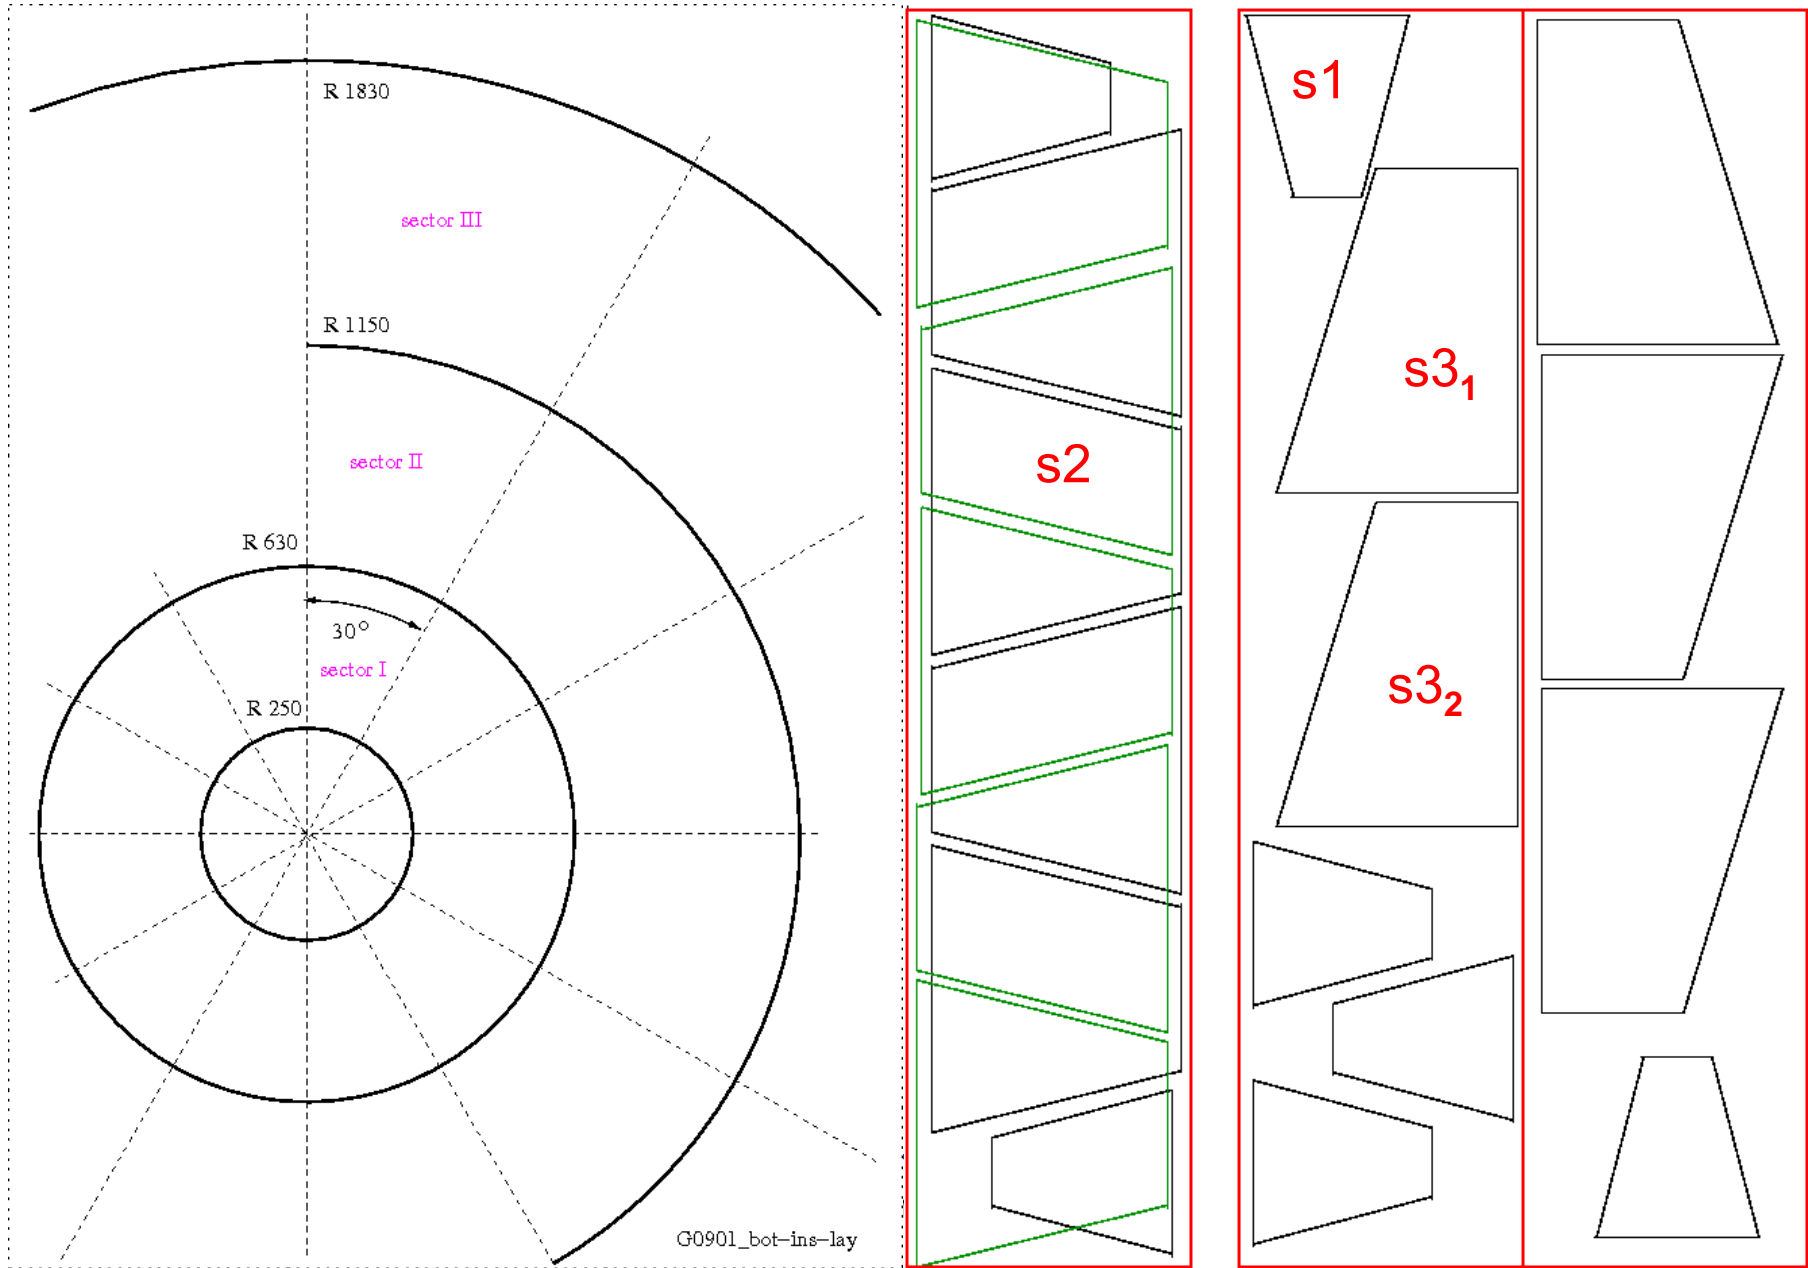 R 1830
sector III
R 1150
sector II
R 630
30°
sector I
R 250
G0901_bot-ins-lay
s2
s1
s3₁
s3₂